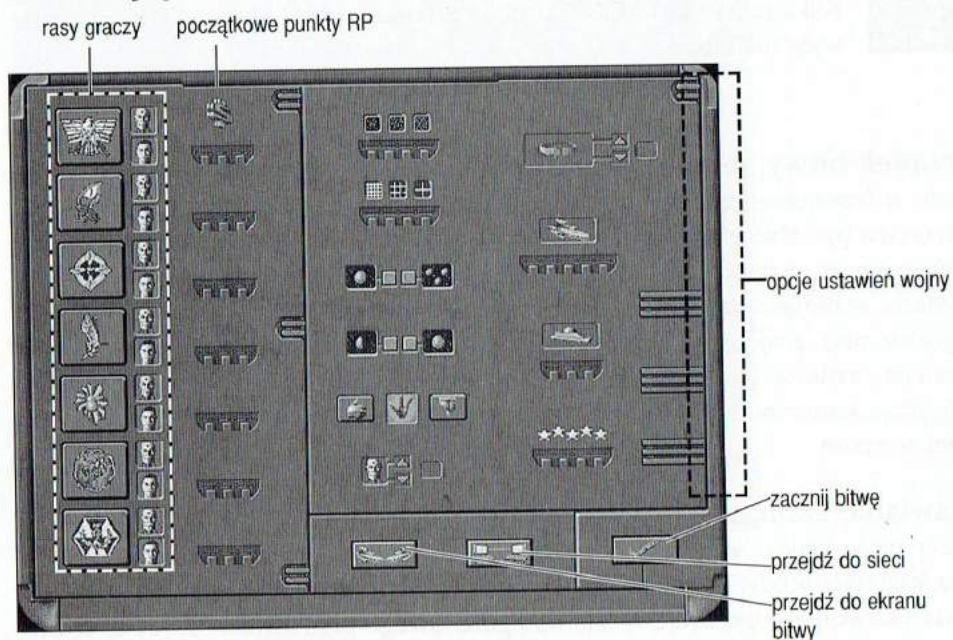 rasy graczy
początkowe punkty RP
opcje ustawień wojny
zacznij bitwę
przejdź do sieci
przejdź do ekranu
bitwy